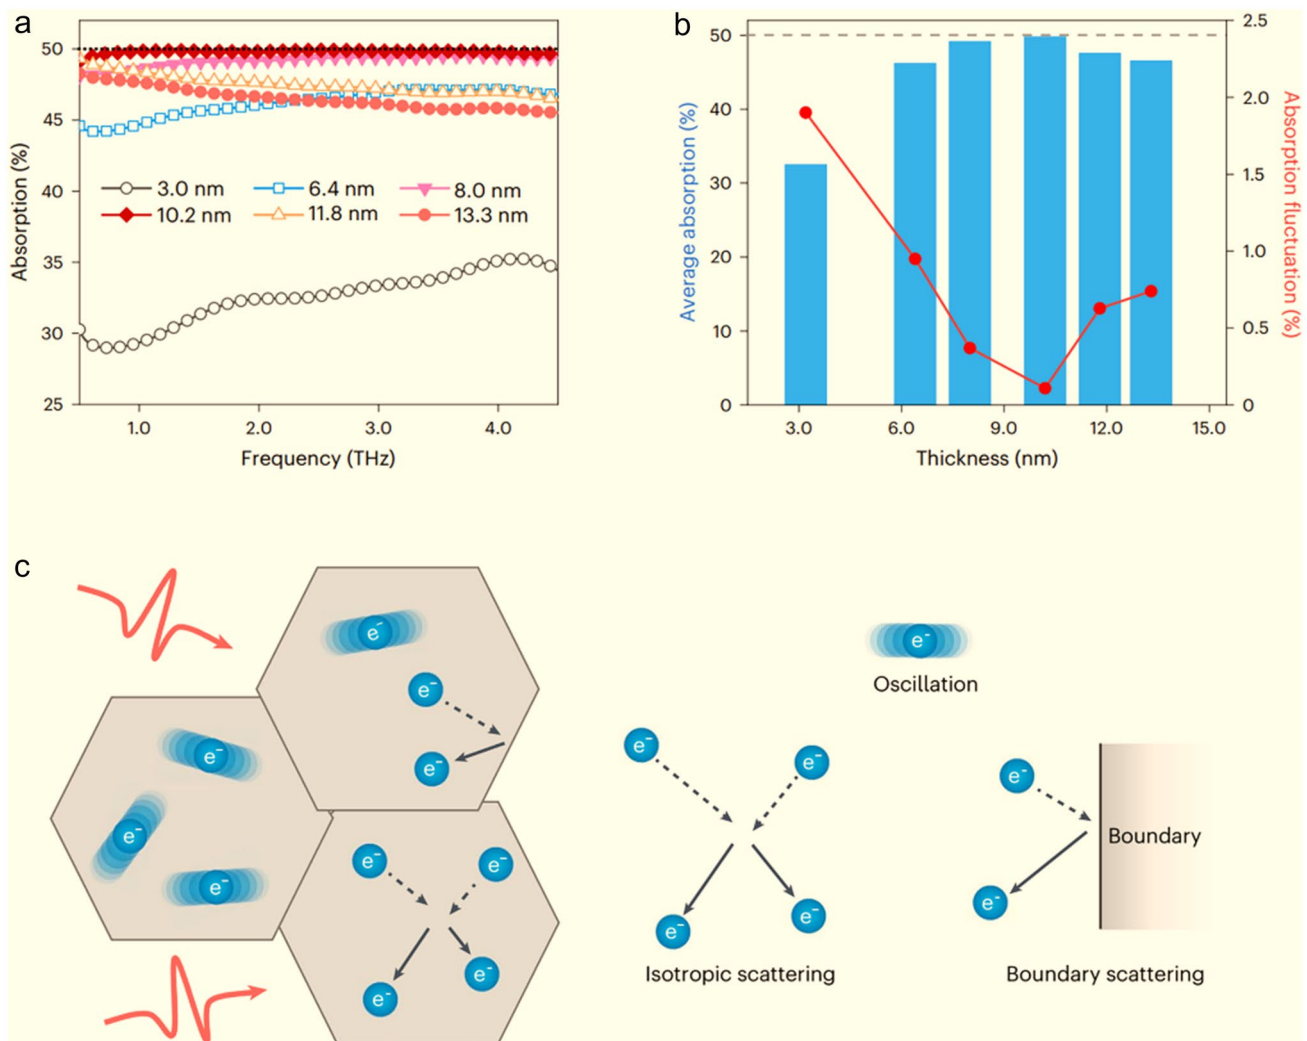 a
50
45
40
35
30
25
Absorption (%)
3.0 nm
6.4 nm
8.0 nm
10.2 nm
11.8 nm
13.3 nm
1.0
2.0
3.0
4.0
Frequency (THz)
b
50
40
30
20
10
0
Average absorption (%)
2.5
2.0
1.5
1.0
0.5
0
Absorption fluctuation (%)
3.0
6.0
9.0
12.0
15.0
Thickness (nm)
c
e⁻
e⁻
e⁻
e⁻
e⁻
e⁻
e⁻
e⁻
e⁻
e⁻
e⁻
Oscillation
e⁻
e⁻
e⁻
e⁻
Isotropic scattering
e⁻
Boundary
e⁻
Boundary scattering